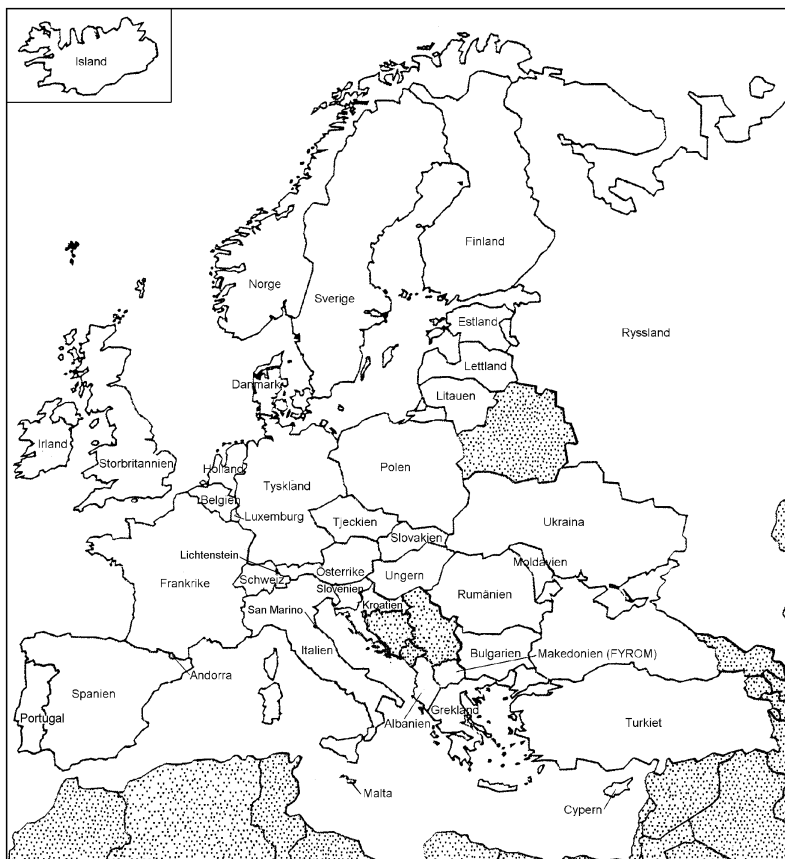 Island
Finland
Norge
Sverige
Estland
Ryssland
Lettland
Danmark
Litauen
Irland
Storbritannien
Holland
Tyskland
Polen
Belgien
Luxemburg
Tjeckien
Ukraina
Slovakien
Lichtenstein
Moldavien
Frankrike
Schweiz
Österrike
Ungern
Slovenien
Rumänien
Kroatien
San Marino
Italien
Bulgarien
Makedonien (FYROM)
Andorra
Spanien
Portugal
Grekland
Albanien
Turkiet
Malta
Cypern